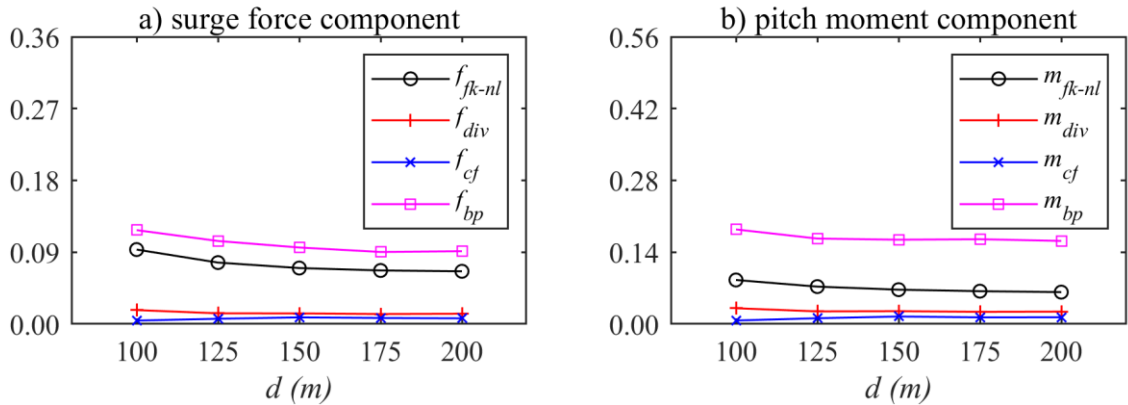 a) surge force component
0.36
0.27
0.18
0.09
0.00
f_fk-nl
f_div
f_cf
f_bp
100 125 150 175 200
d (m)
b) pitch moment component
0.56
0.42
0.28
0.14
0.00
m_fk-nl
m_div
m_cf
m_bp
100 125 150 175 200
d (m)